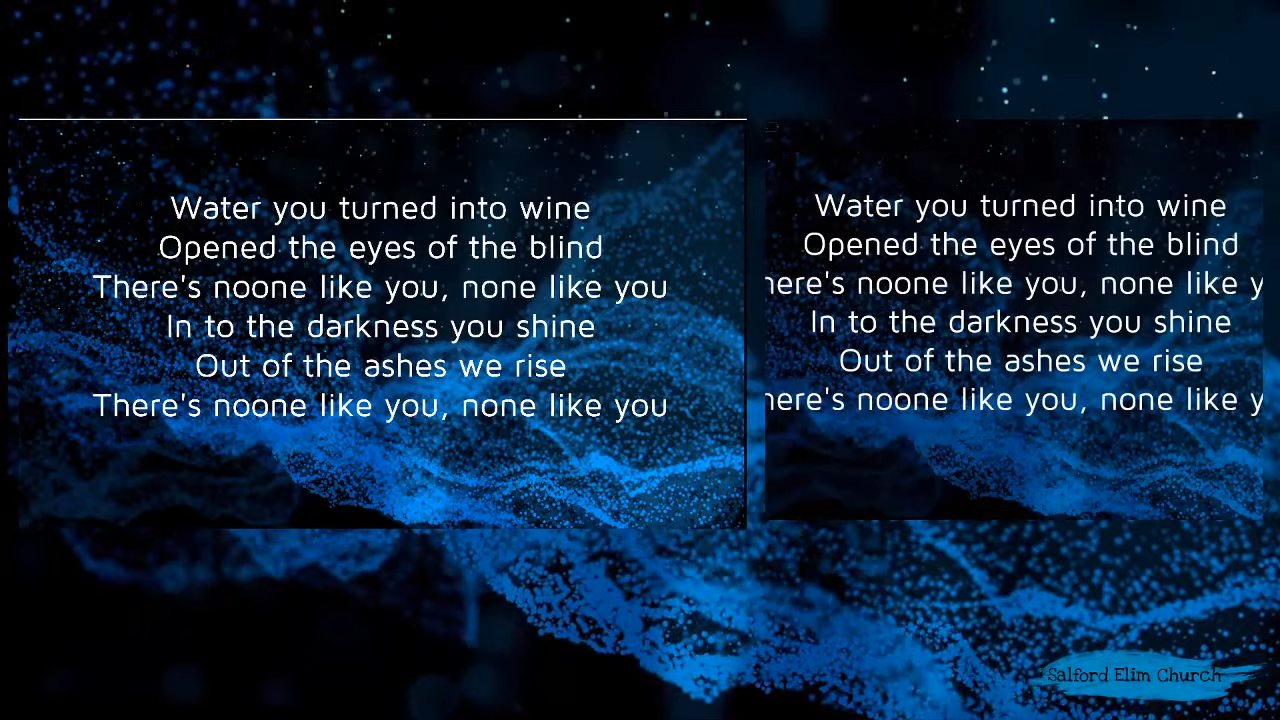 Water you turned into wine
Opened the eyes of the blind
There's noone like you, none like you
In to the darkness you shine
Out of the ashes we rise
There's noone like you, none like you
Water you turned into wine
Opened the eyes of the blind
here's noone like you, none like y
In to the darkness you shine
Out of the ashes we rise
here's noone like you, none like y
Salford Elim Church